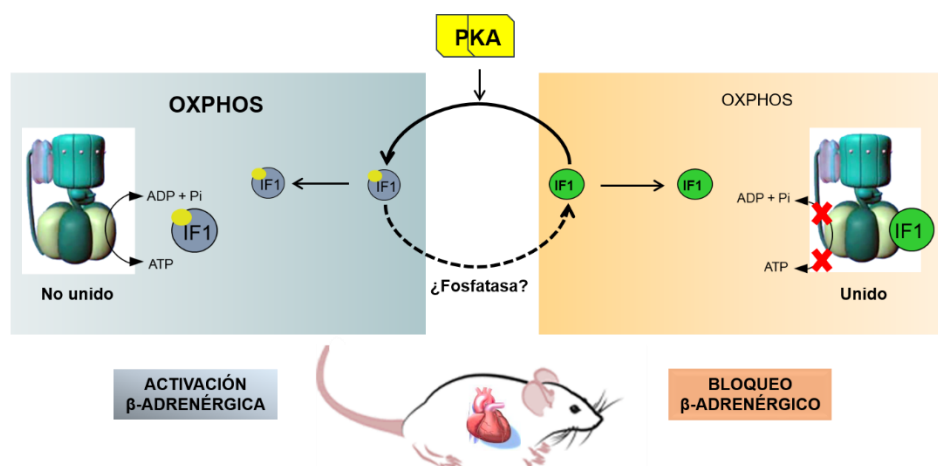 PKA
OXPHOS
ADP + Pi
IF1
ATP
No unido
IF1
IF1
¿Fosfatasa?
OXPHOS
IF1
IF1
ADP + Pi
IF1
ATP
Unido
ACTIVACIÓN
β-ADRENÉRGICA
BLOQUEO
β-ADRENÉRGICO